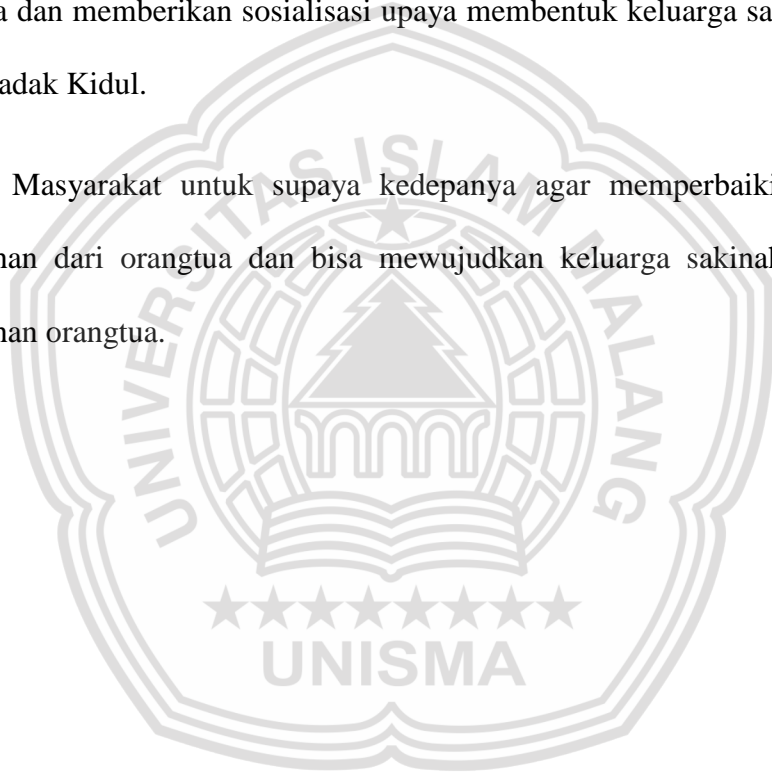 a dan memberikan sosialisasi upaya membentuk keluarga sa
adak Kidul.
Masyarakat untuk supaya kedepanya agar memperbaiki
nan dari orangtua dan bisa mewujudkan keluarga sakinah
nan orangtua.
UNIVERSITAS ISLAM MALANG
UNISMA